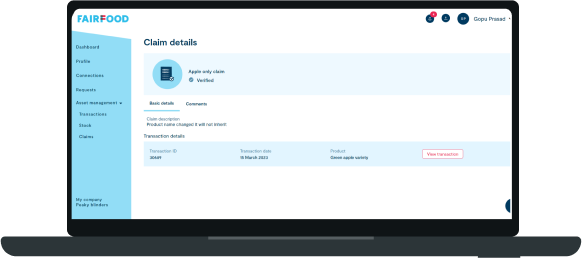 FAIRFOOD
Gopu Prasad
Claim details
Dashboard
Profile
Connections
Requests
Asset management
Transactions
Stock
Claims
My company
Peaky blinders
Apple only claim
Verified
Basic details
Comments
Claim description
Product name changed it will not inherit
Transaction details
Transaction ID
Transaction date
Product
15 March 2023
Green apple variety
View transaction